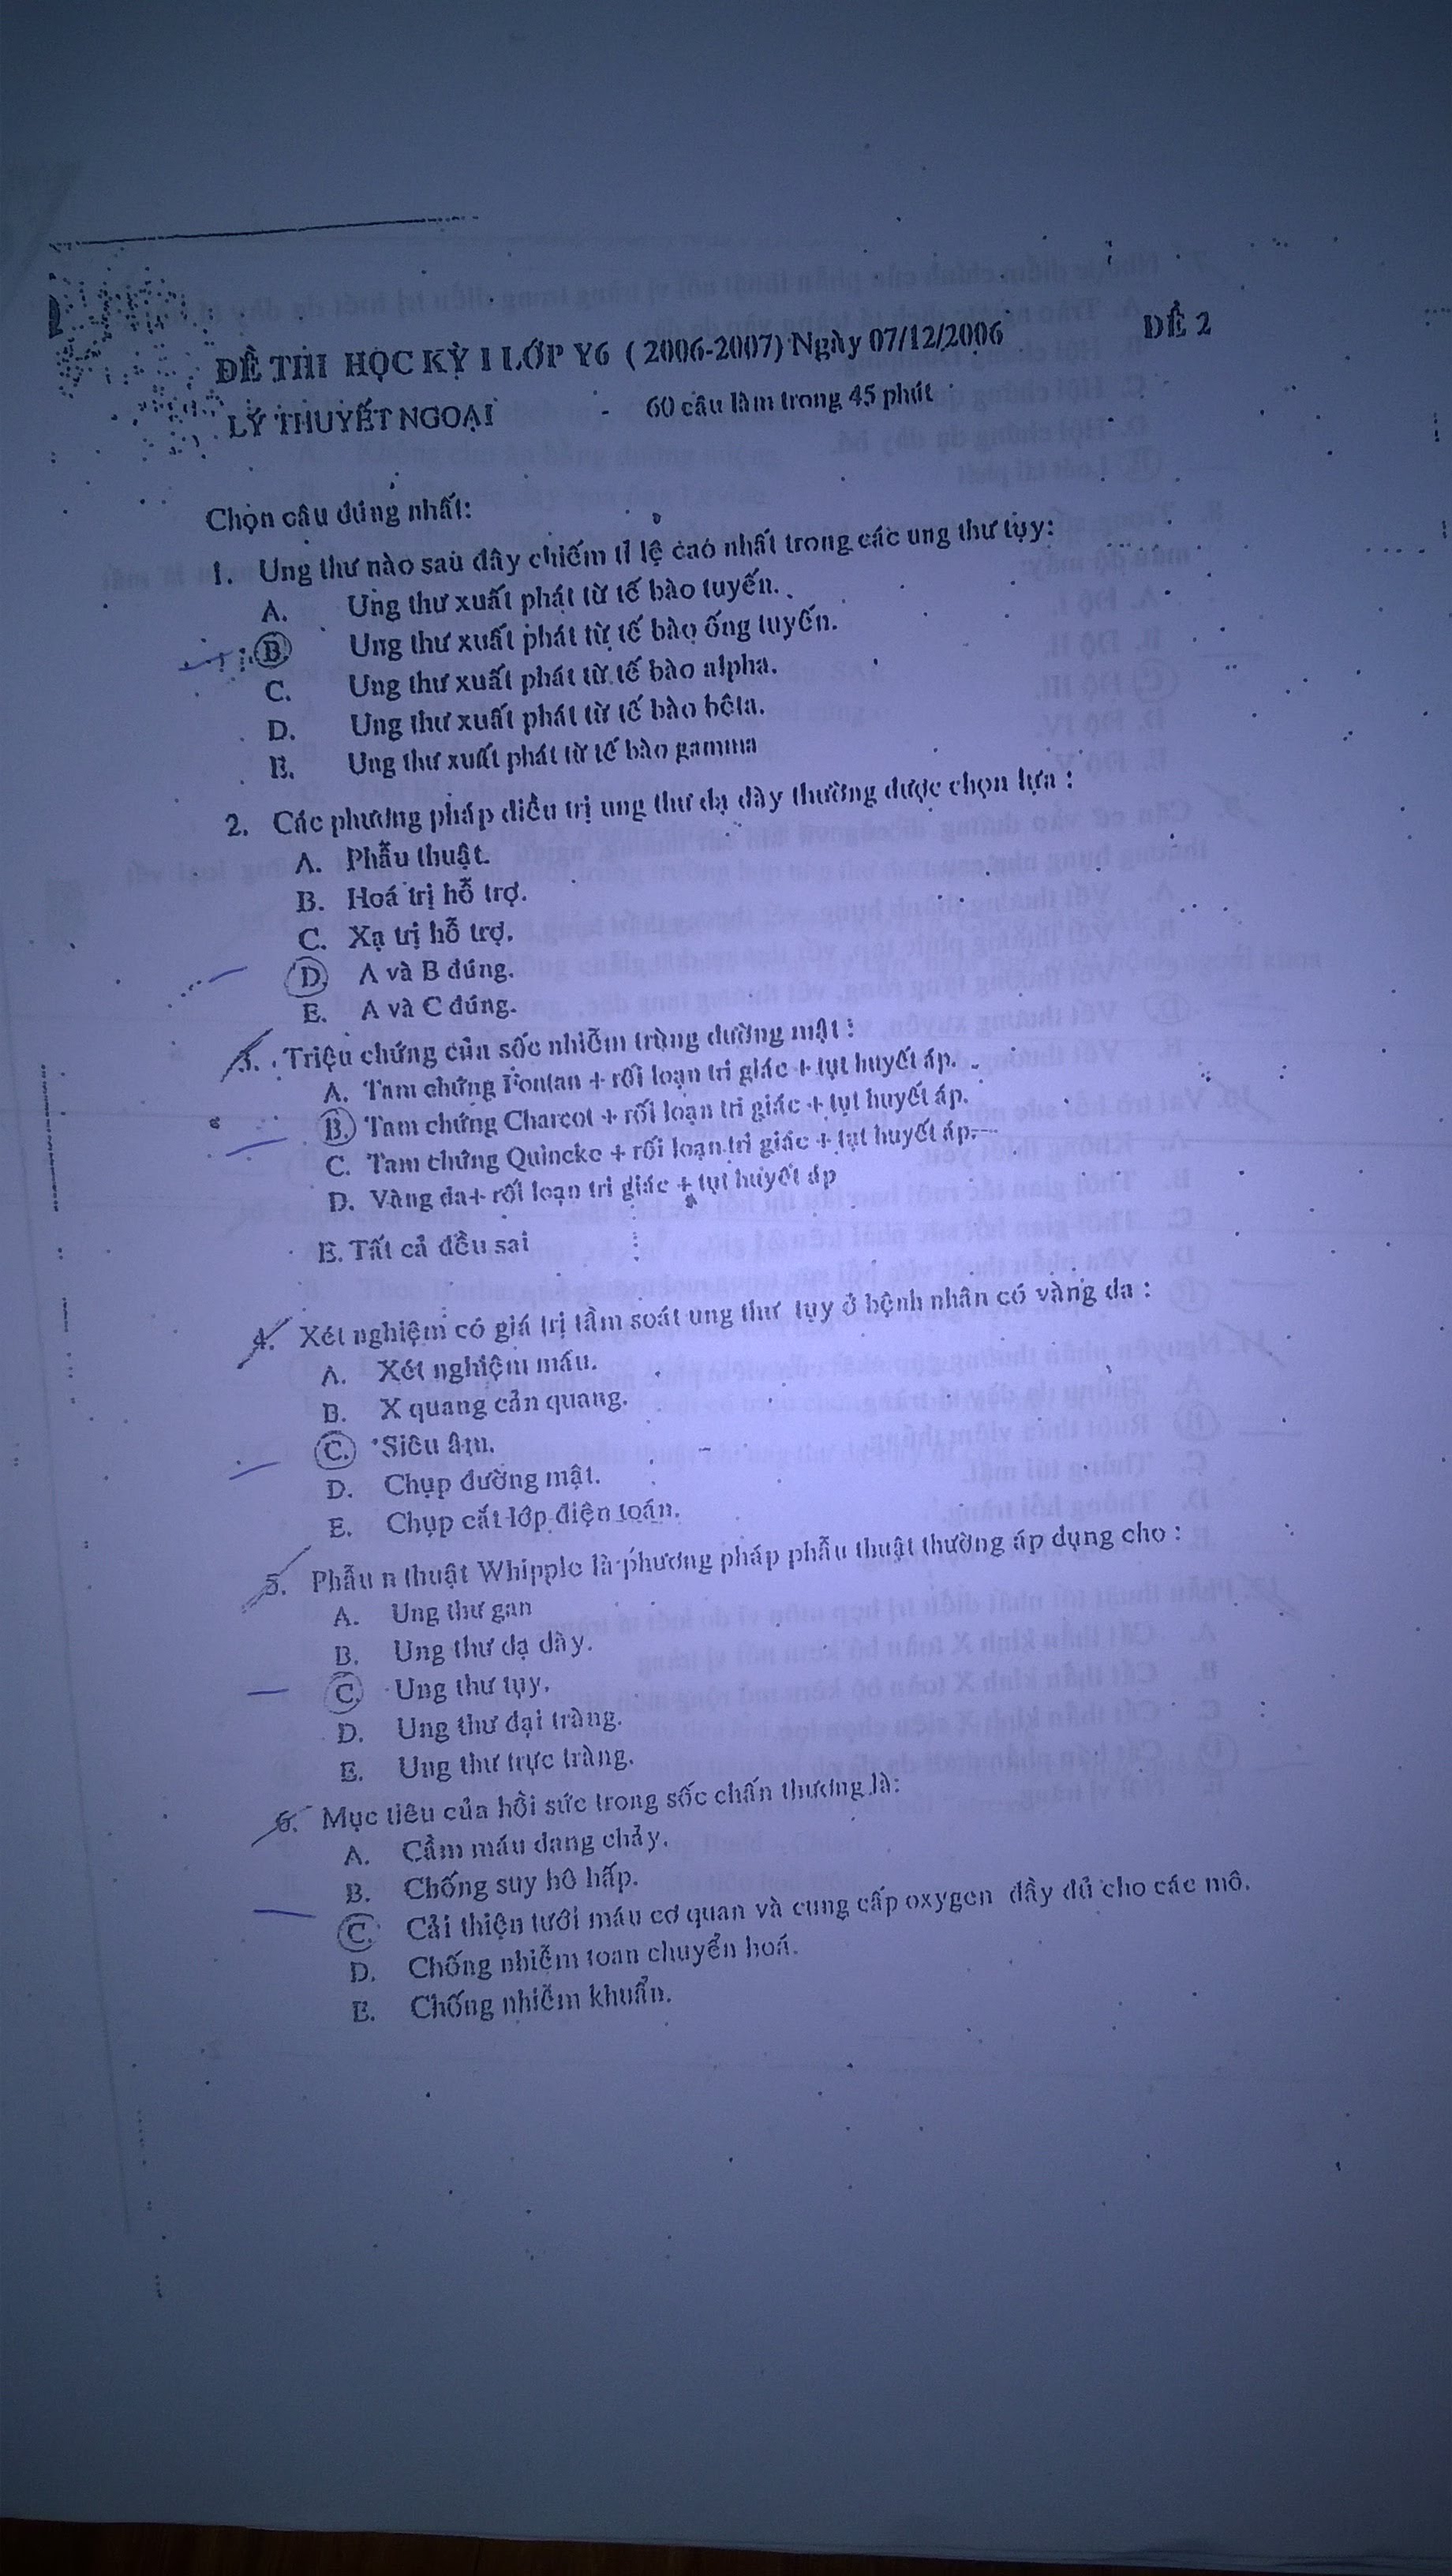 ĐỀ THI HỌC KỲ I LỚP Y6 ( 2006-2007) Ngày 07/12/2006 ĐỀ 2
LÝ THUYẾT NGOẠI - 60 câu làm trong 45 phút
Chọn câu đúng nhất:
1. Ung thư nào sau đây chiếm tỉ lệ cao nhất trong các ung thư tụy:
A. Ung thư xuất phát từ tế bào tuyến.
B. Ung thư xuất phát từ tế bào ống tuyến.
C. Ung thư xuất phát từ tế bào alpha.
D. Ung thư xuất phát từ tế bào bêta.
E. Ung thư xuất phát từ tế bào gamma
2. Các phương pháp điều trị ung thư dạ dày thường được chọn lựa :
A. Phẫu thuật.
B. Hoá trị hỗ trợ.
C. Xạ trị hỗ trợ.
D. A và B đúng.
E. A và C đúng.
3. Triệu chứng của sốc nhiễm trùng đường mật :
A. Tam chứng Fontan + rối loạn tri giác + tụt huyết áp.
B. Tam chứng Charcot + rối loạn tri giác + tụt huyết áp.
C. Tam chứng Quincke + rối loạn tri giác + tụt huyết áp.
D. Vàng da+ rối loạn tri giác + tụt huyết áp
E. Tất cả đều sai
4. Xét nghiệm có giá trị tầm soát ung thư tụy ở bệnh nhân có vàng da :
A. Xét nghiệm máu.
B. X quang cản quang.
C. Siêu âm.
D. Chụp đường mật.
E. Chụp cắt lớp điện toán.
5. Phẫu n thuật Whipple là phương pháp phẫu thuật thường áp dụng cho :
A. Ung thư gan
B. Ung thư dạ dày.
C. Ung thư tụy.
D. Ung thư đại tràng.
E. Ung thư trực tràng.
6. Mục tiêu của hồi sức trong sốc chấn thương là:
A. Cầm máu đang chảy.
B. Chống suy hô hấp.
C. Cải thiện tưới máu cơ quan và cung cấp oxygen đầy đủ cho các mô.
D. Chống nhiễm toan chuyển hoá.
E. Chống nhiễm khuẩn.